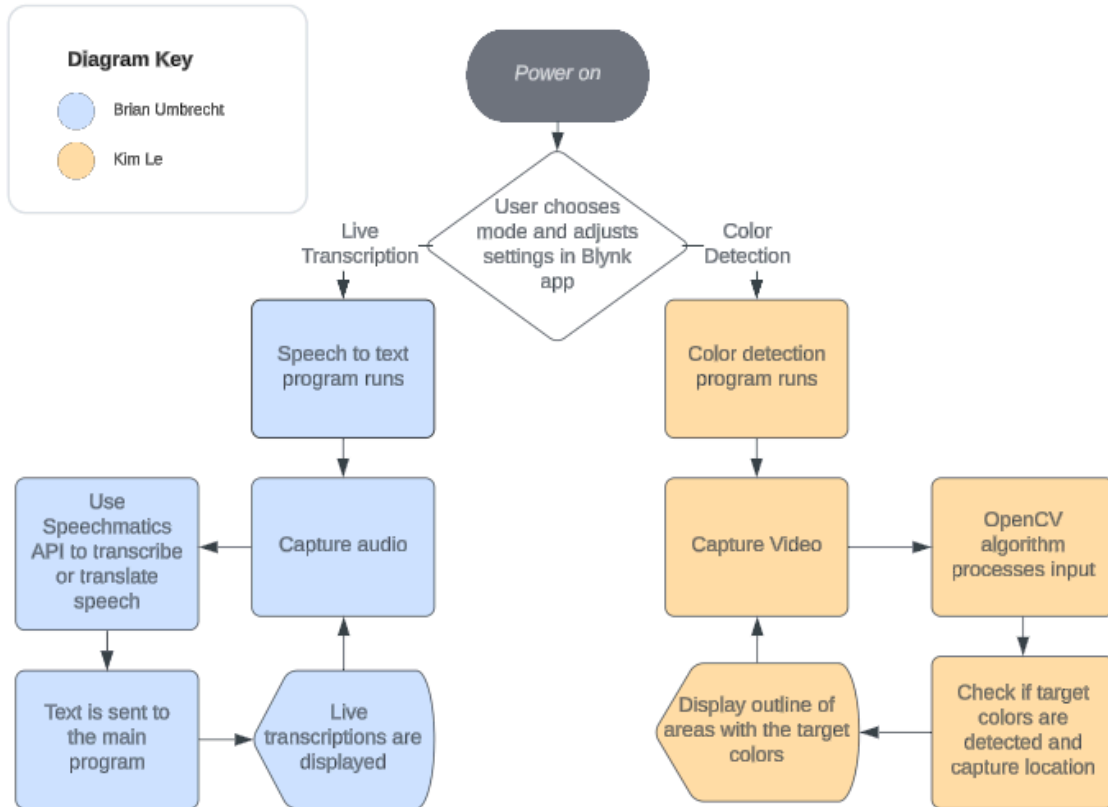 Diagram Key
Brian Umbrecht
Kim Le
Power on
User chooses
mode and adjusts
settings in Blynk
app
Live
Transcription
Color
Detection
Speech to text
program runs
Color detection
program runs
Use
Speechmatics
API to transcribe
or translate
speech
Capture audio
Capture Video
OpenCV
algorithm
processes input
Text is sent to
the main
program
Live
transcriptions are
displayed
Display outline of
areas with the target
colors
Check if target
colors are
detected and
capture location